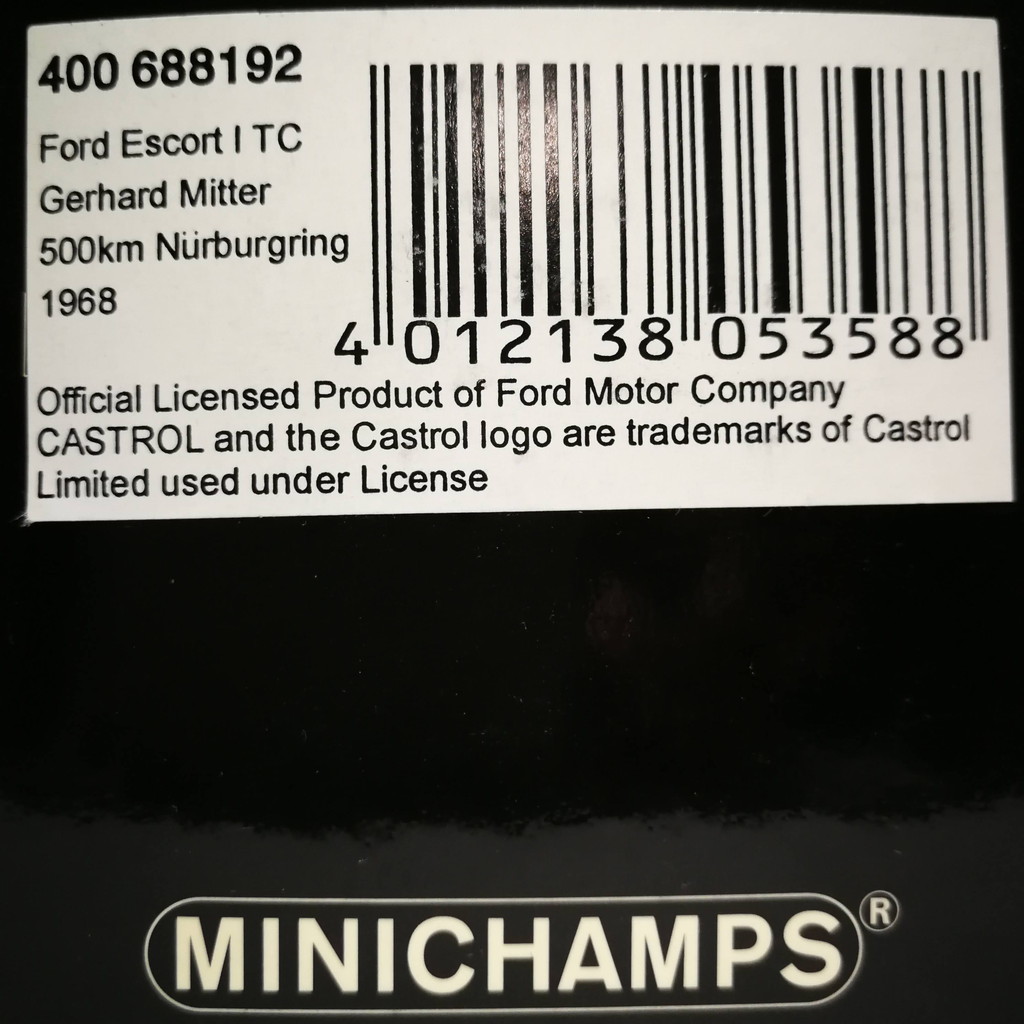 400 688192
Ford Escort I TC
Gerhard Mitter
500km Nürburgring
1968
4 012138 053588
Official Licensed Product of Ford Motor Company
CASTROL and the Castrol logo are trademarks of Castrol
Limited used under License
MINICHAMPS®